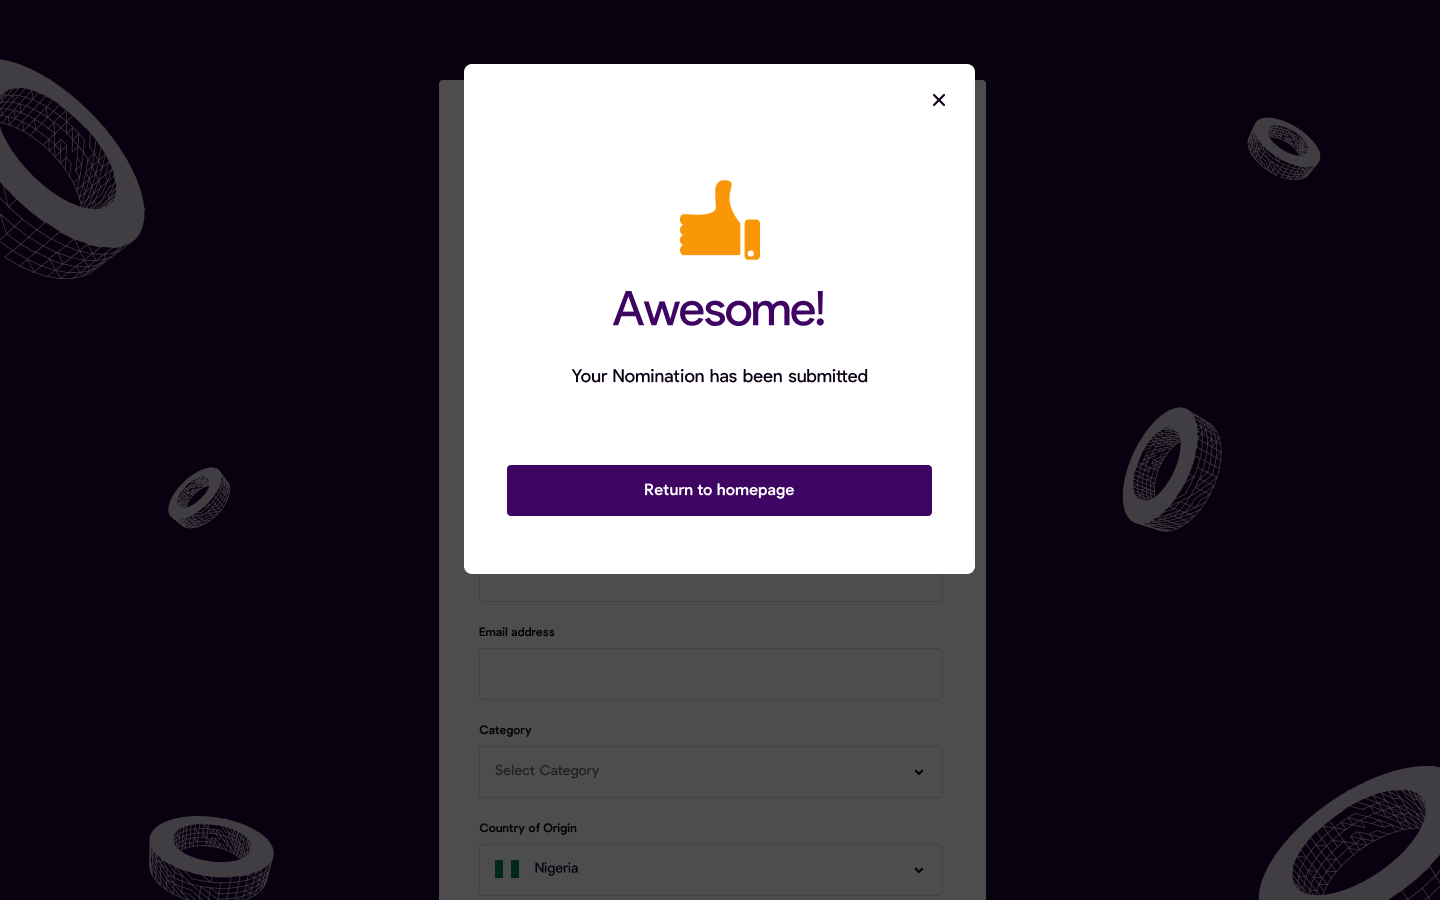 Awesome!
Your Nomination has been submitted
Return to homepage
Email address
Category
Select Category
Country of Origin
Nigeria